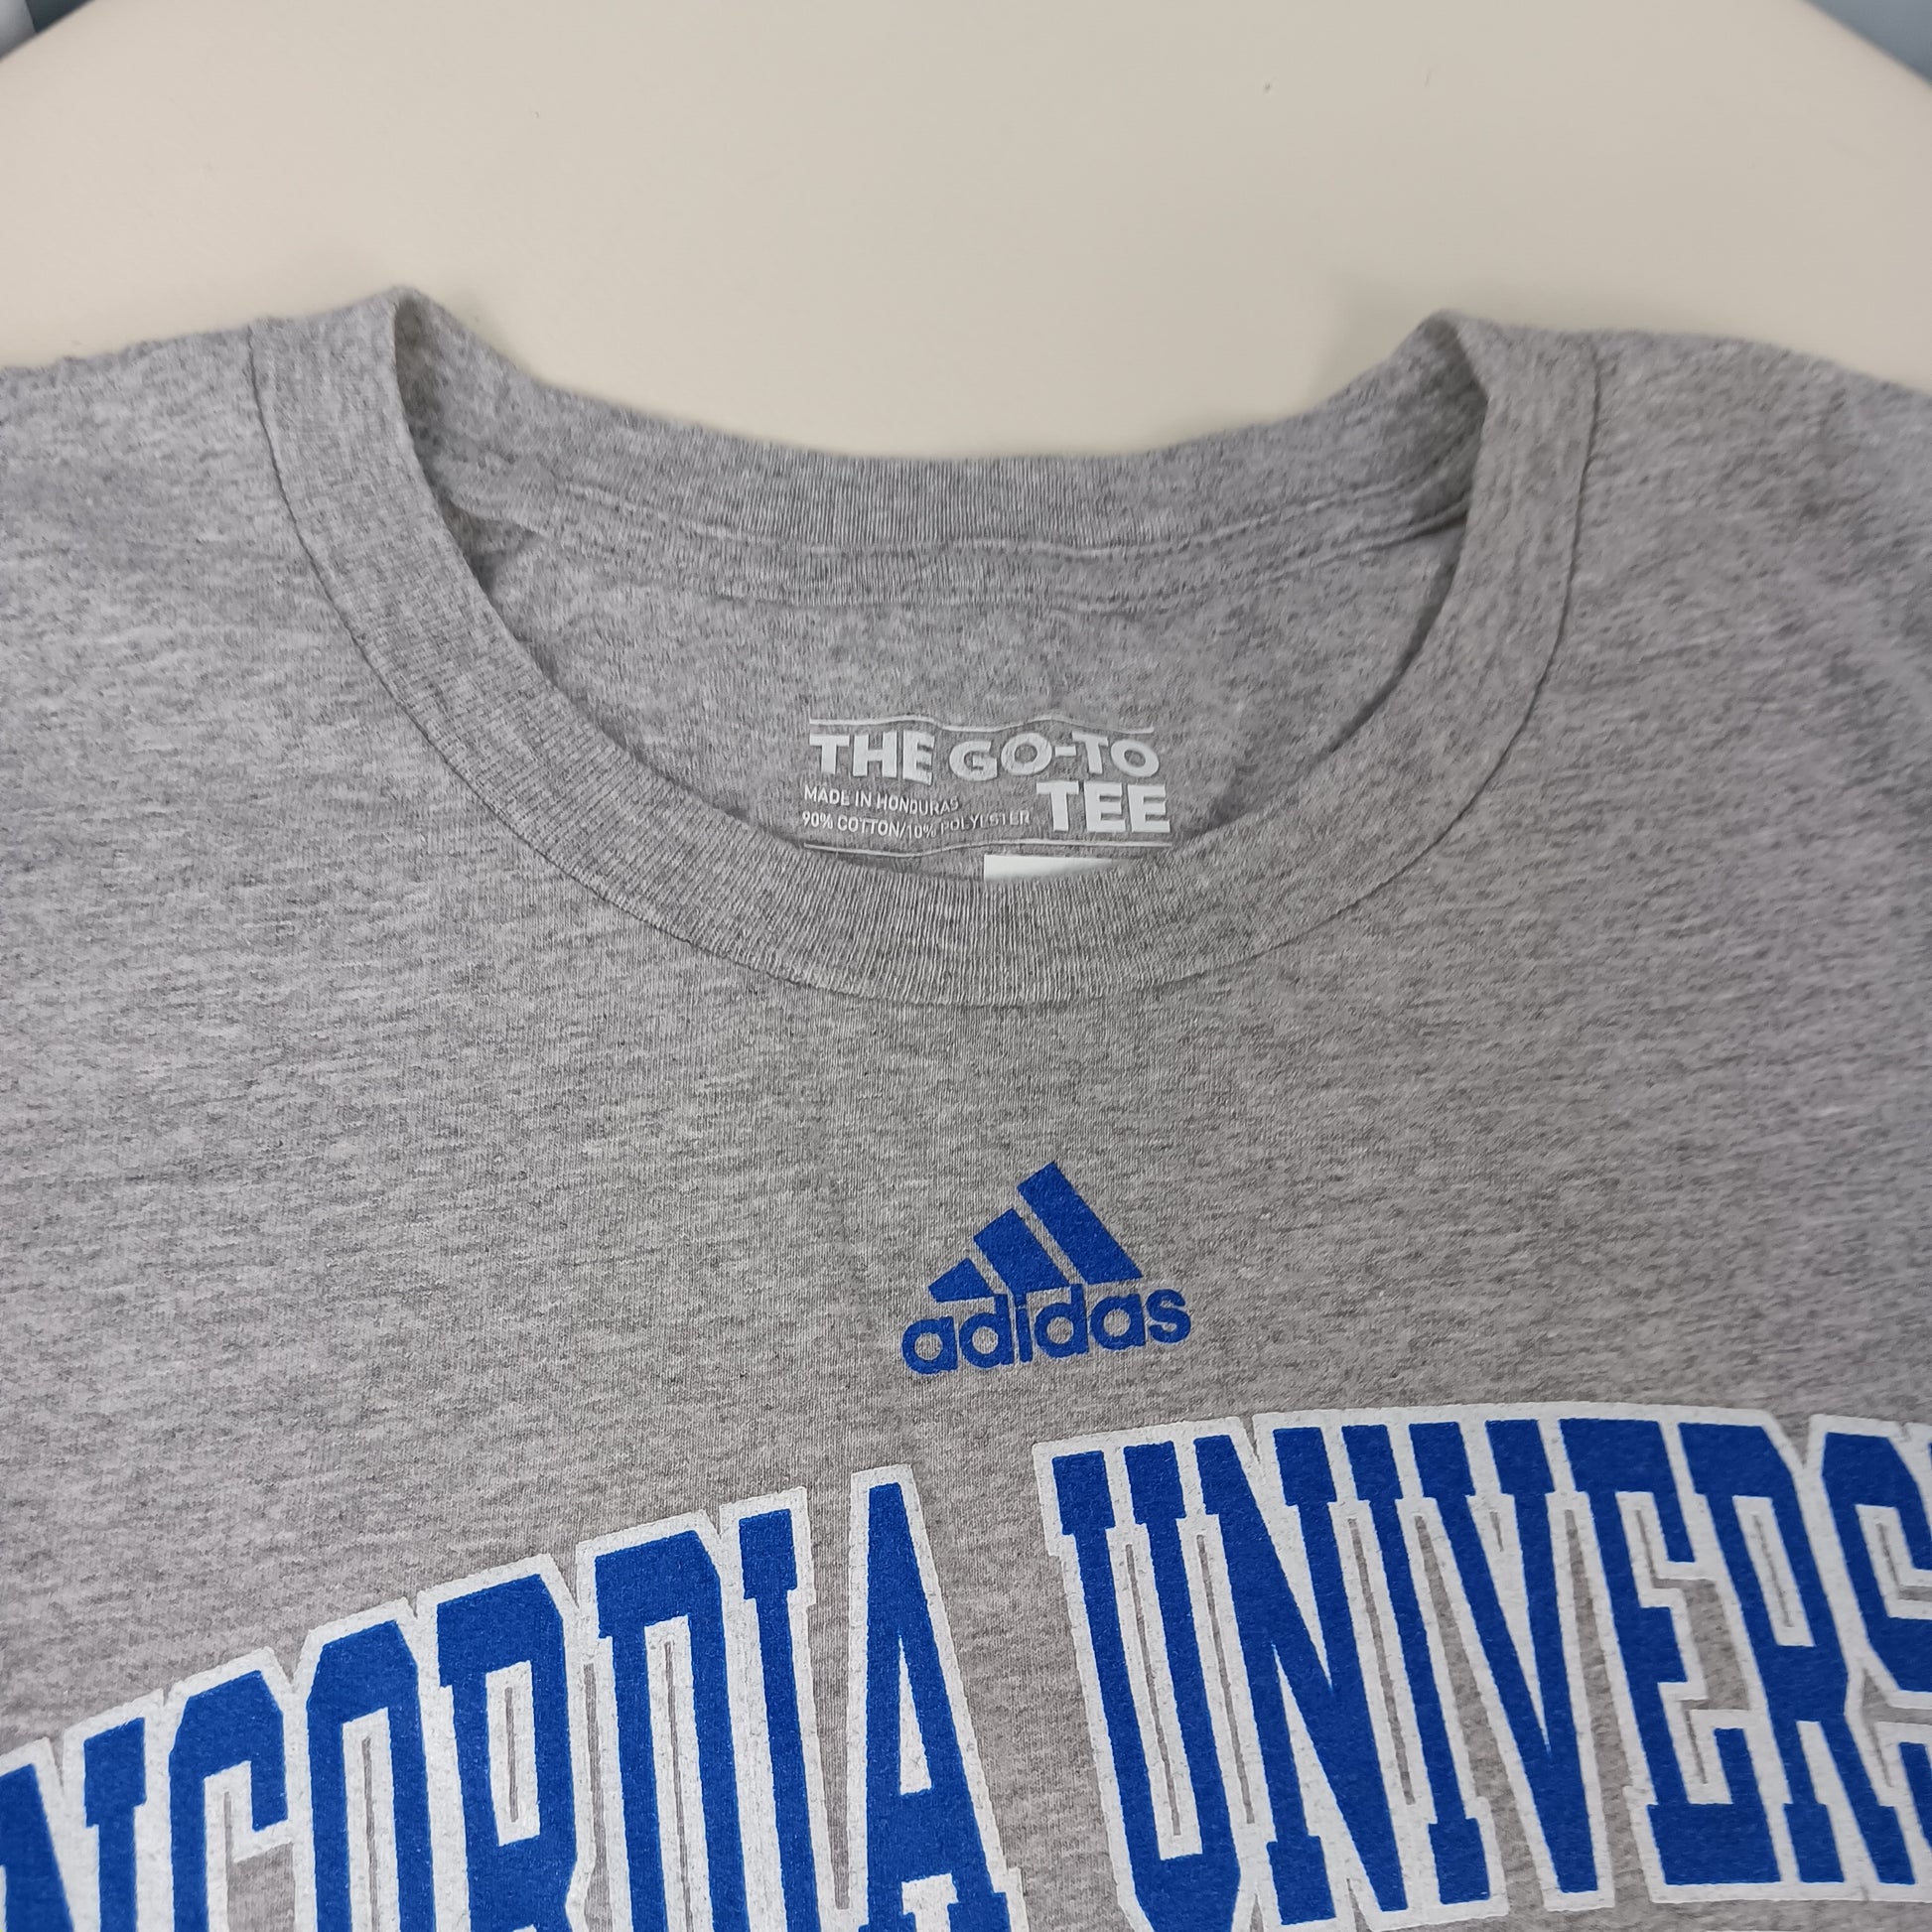 THE GO-TO
TEE
MADE IN HONDURAS
90% COTTON/10% POLYESTER
adidas
NCORDIA UNIVERS